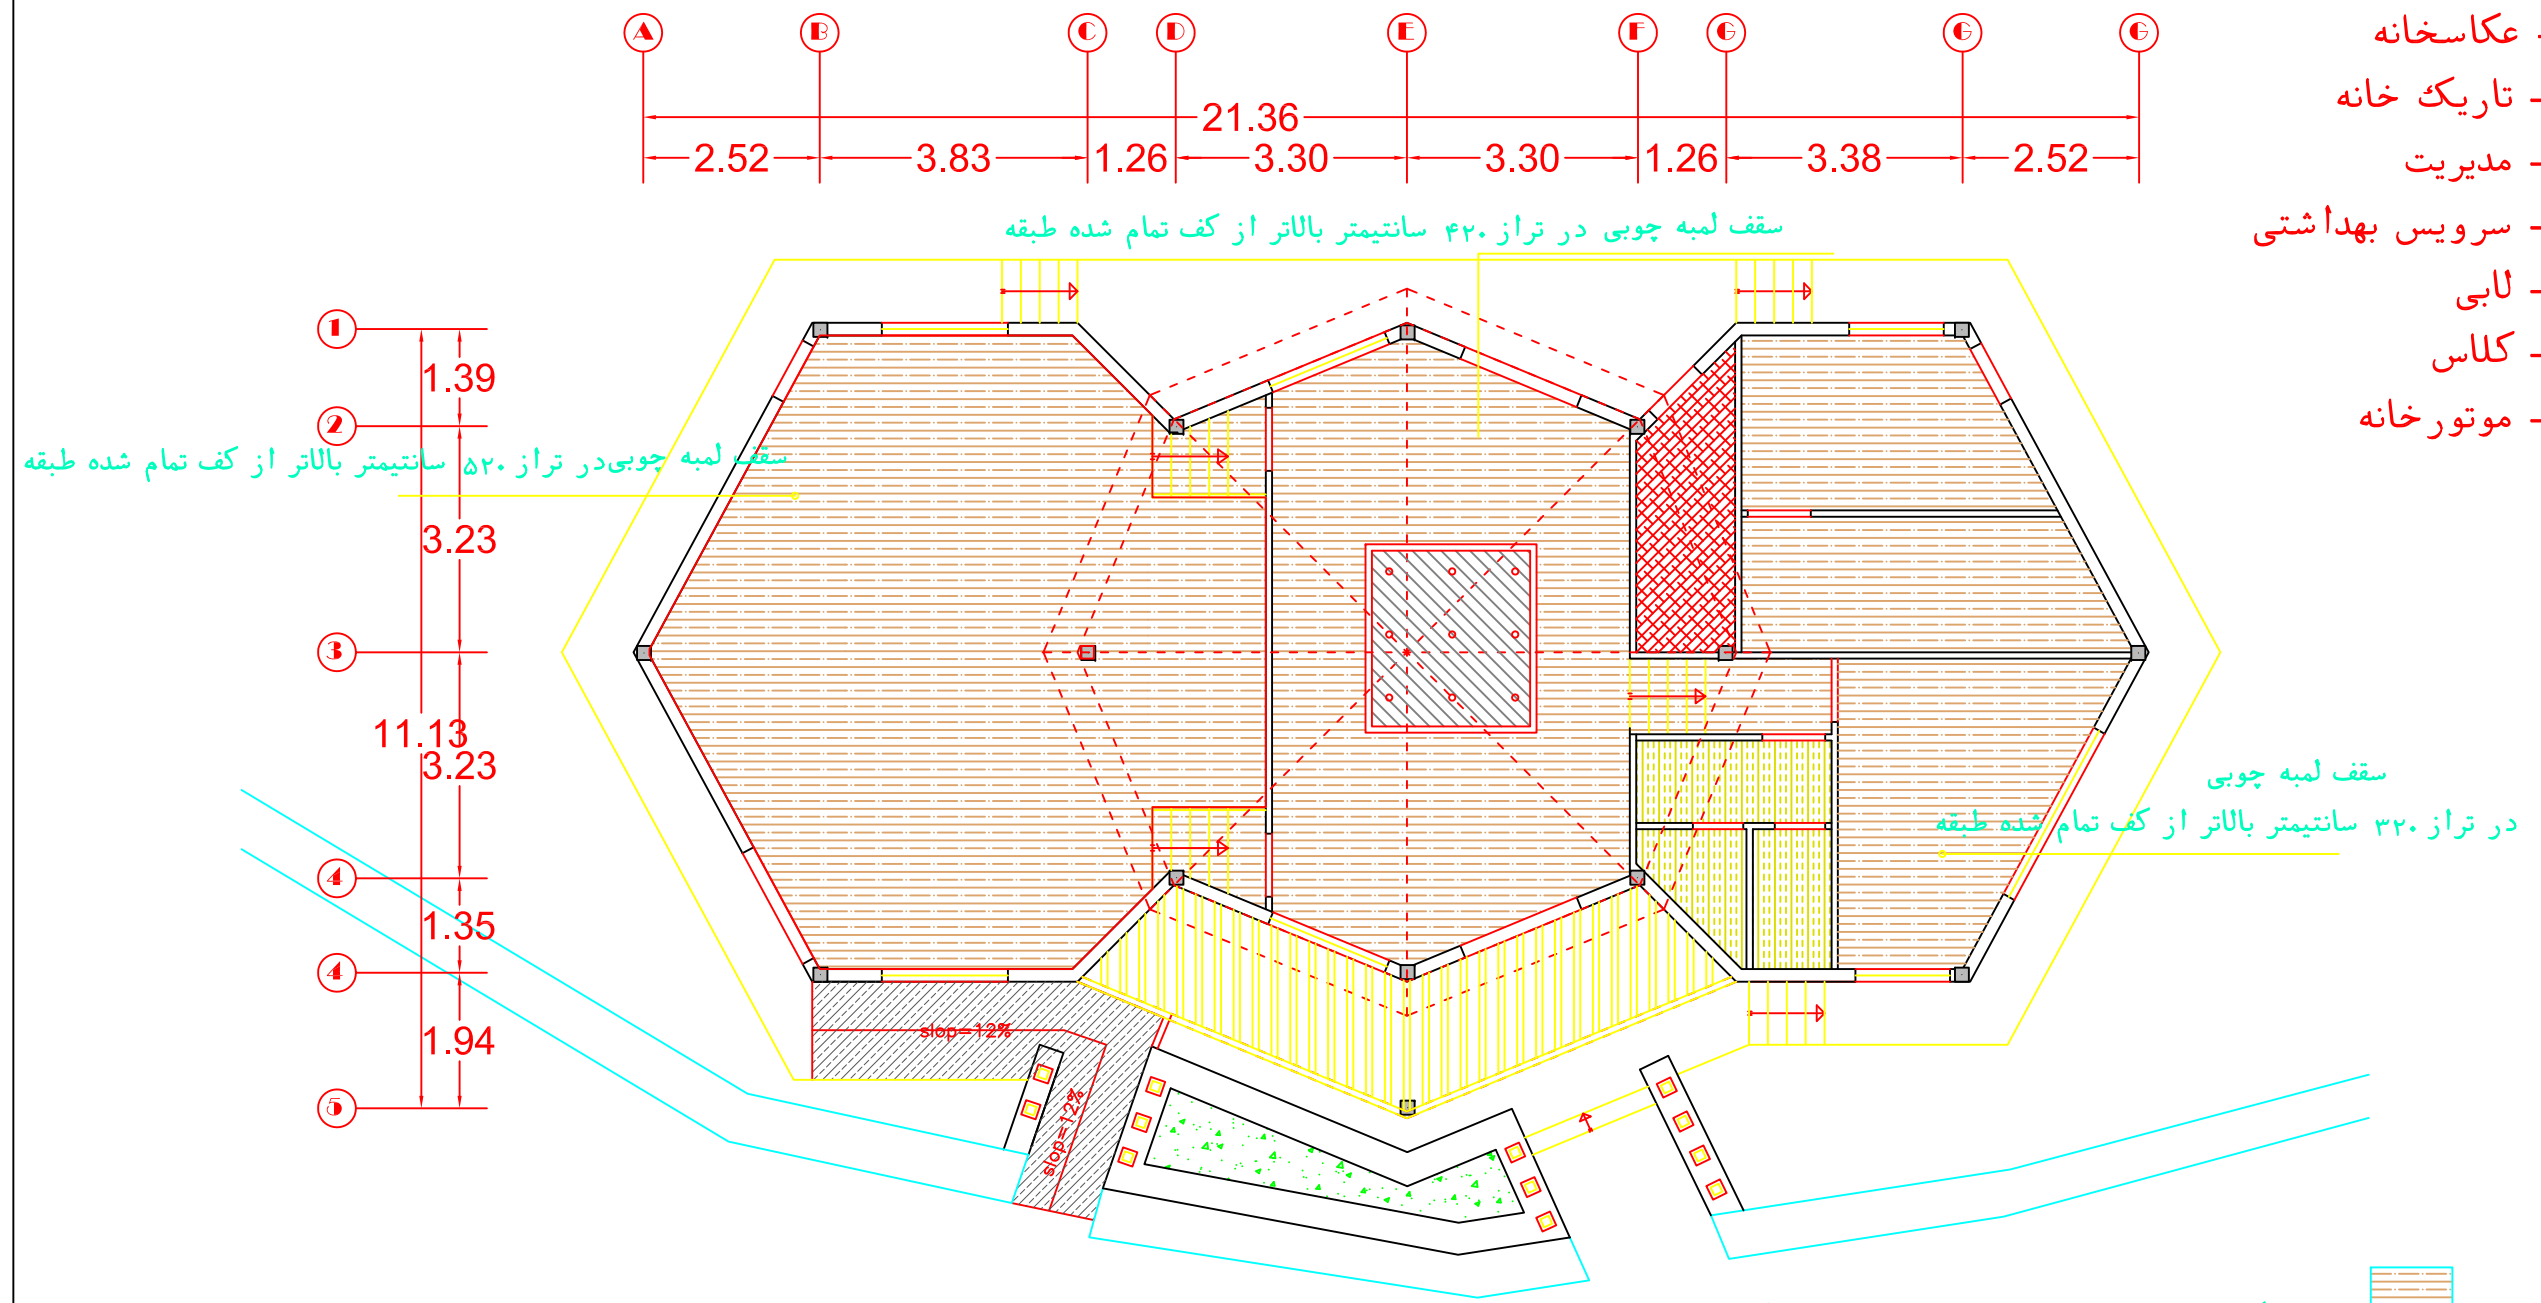 A B C D E F G G G
21.36
2.52 3.83 1.26 3.30 3.30 1.26 3.38 2.52
- عکاسخانه
- تاریک خانه
- مدیریت
- سرویس بهداشتی
- لابی
- کلاس
- موتورخانه
سقف لمبه چوبی در تراز ۴۲۰ سانتیمتر بالاتر از کف تمام شده طبقه
1
1.39
2
سقف لمبه چوبی در تراز ۵۲۰ سانتیمتر بالاتر از کف تمام شده طبقه
3.23
3
11.13
3.23
سقف لمبه چوبی
در تراز ۳۲۰ سانتیمتر بالاتر از کف تمام شده طبقه
4
1.35
4
1.94
5
slop=12%
slop=12%